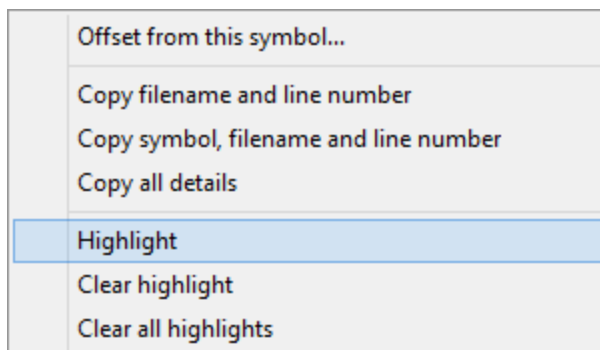 Offset from this symbol...
Copy filename and line number
Copy symbol, filename and line number
Copy all details
Highlight
Clear highlight
Clear all highlights